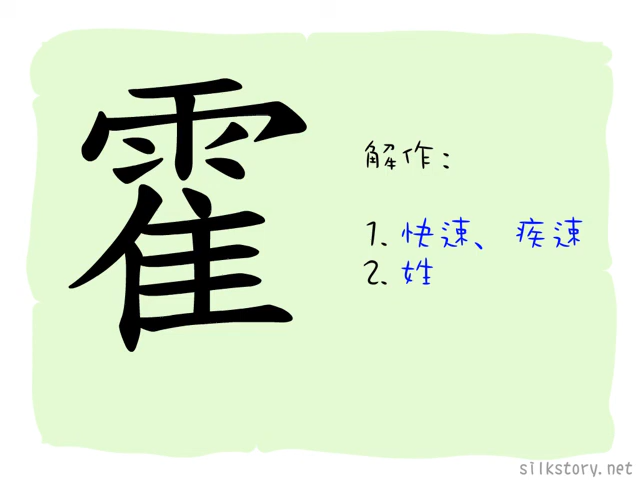 霍
解作：
1. 快速、疾速
2. 姓
silkstory.net